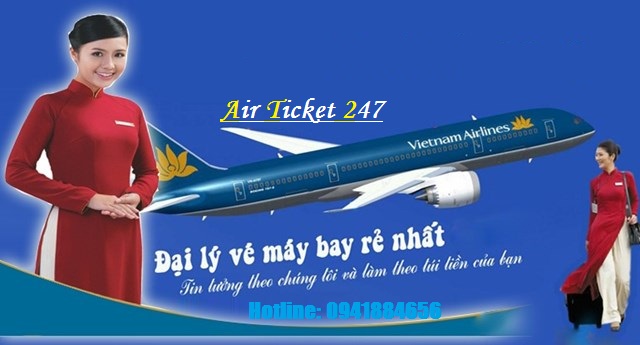 Air Ticket 247
Vietnam Airlines
Đại lý vé máy bay rẻ nhất
Tin tưởng theo chúng tôi và làm theo túi tiền của bạn
Hotline: 0941884656